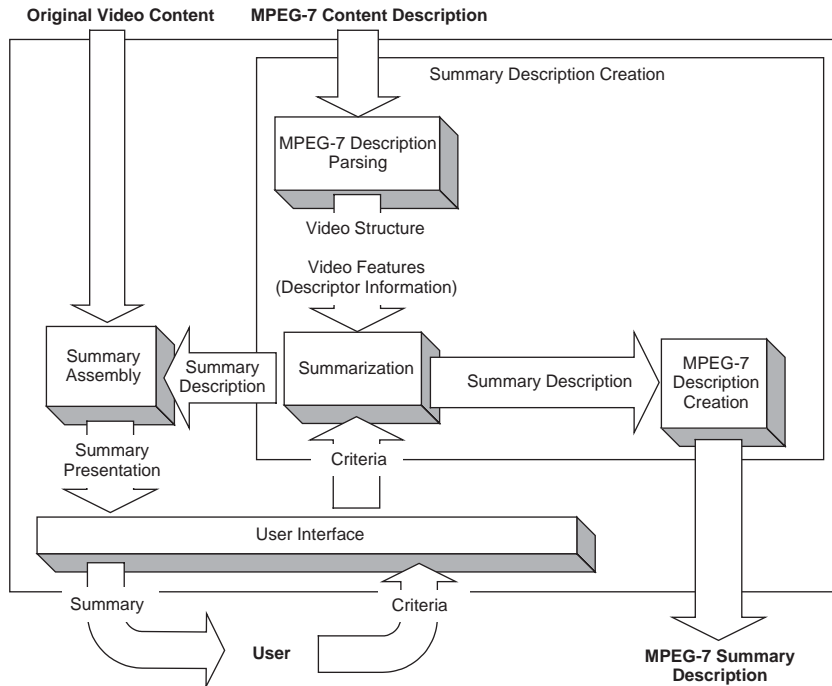 Original Video Content
MPEG-7 Content Description
Summary Description Creation
MPEG-7 Description
Parsing
Video Structure
Video Features
(Descriptor Information)
Summary
Assembly
Summary
Description
Summarization
Summary Description
MPEG-7
Description
Creation
Summary
Presentation
Criteria
User Interface
Summary
Criteria
User
MPEG-7 Summary
Description